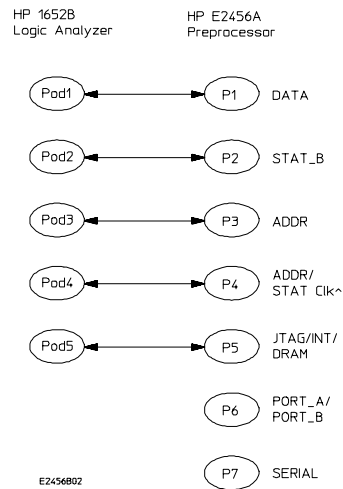 HP 1652B
Logic Analyzer
HP E2456A
Preprocessor
Pod1 P1 DATA
Pod2 P2 STAT_B
Pod3 P3 ADDR
Pod4 P4 ADDR/
STAT Clk^
Pod5 P5 JTAG/INT/
DRAM
P6 PORT_A/
PORT_B
P7 SERIAL
E2456B02